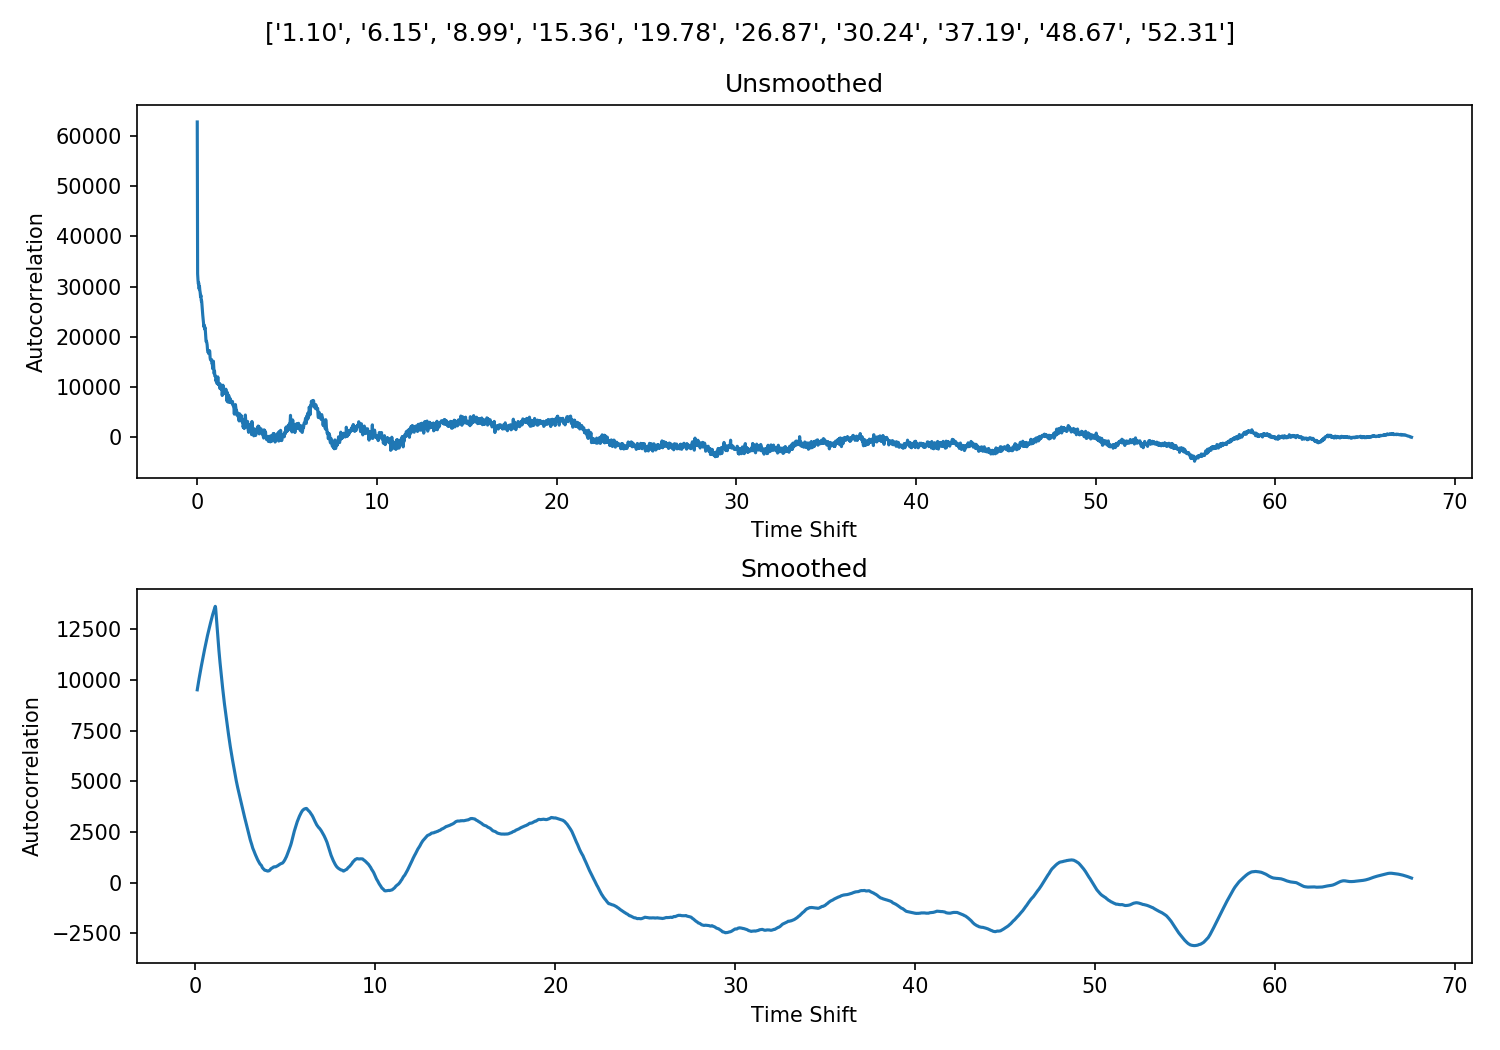 ['1.10', '6.15', '8.99', '15.36', '19.78', '26.87', '30.24', '37.19', '48.67', '52.31']
Unsmoothed
60000
50000
40000
30000
20000
10000
0
Autocorrelation
0 10 20 30 40 50 60 70
Time Shift
Smoothed
12500
10000
7500
5000
2500
0
−2500
Autocorrelation
0 10 20 30 40 50 60 70
Time Shift